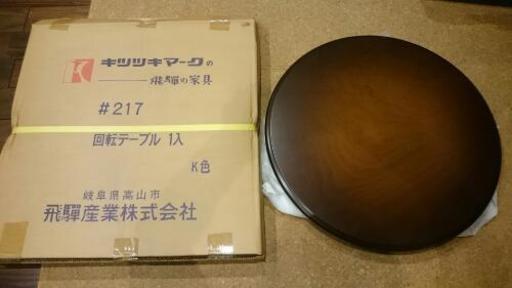 キツツキマークの
飛騨の家具
#217
回転テーブル 1入
K色
岐阜県高山市
飛驒産業株式会社